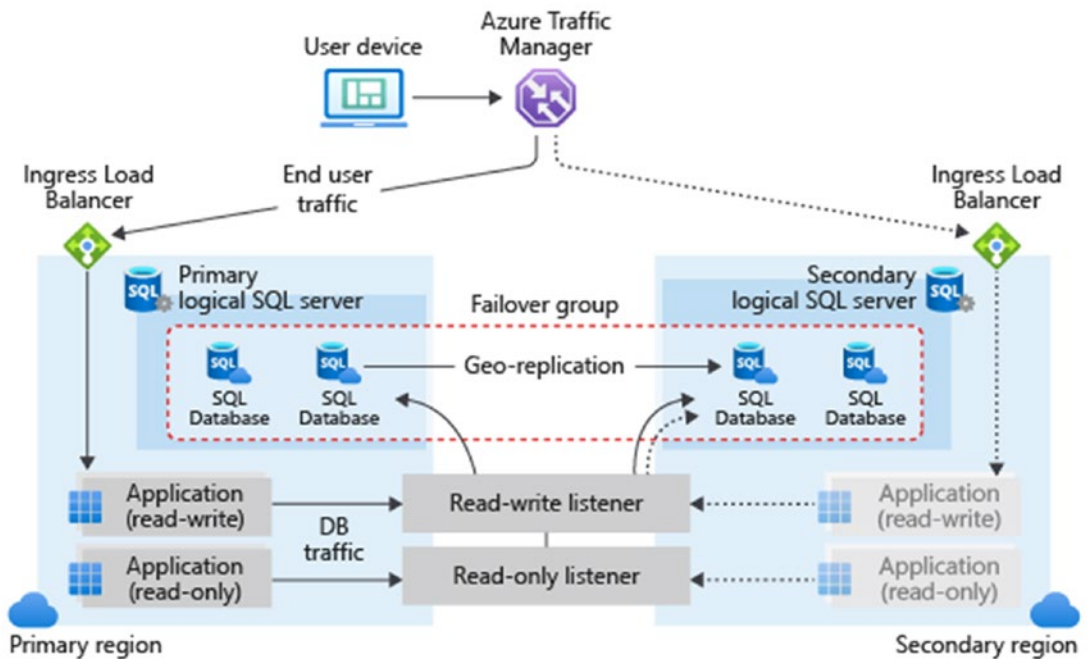 Azure Traffic
Manager
User device
Ingress Load
Balancer
End user
traffic
Ingress Load
Balancer
Primary
logical SQL server
Secondary
logical SQL server
SQL
SQL
Failover group
SQL
SQL
Geo-replication
SQL
SQL
SQL
Database
SQL
Database
SQL
Database
SQL
Database
Application
(read-write)
DB
traffic
Read-write listener
Application
(read-write)
Application
(read-only)
Read-only listener
Application
(read-only)
Primary region
Secondary region